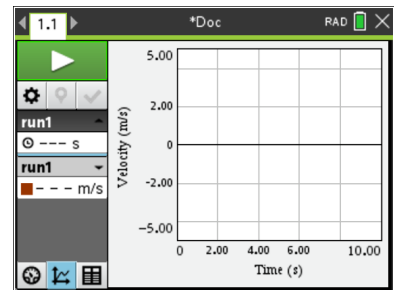 1.1 *Doc RAD
run1
--- s
run1
--- m/s
Velocity (m/s)
5.00
2.00
0
-2.00
-5.00
0 2.00 4.00 6.00 10.00
Time (s)